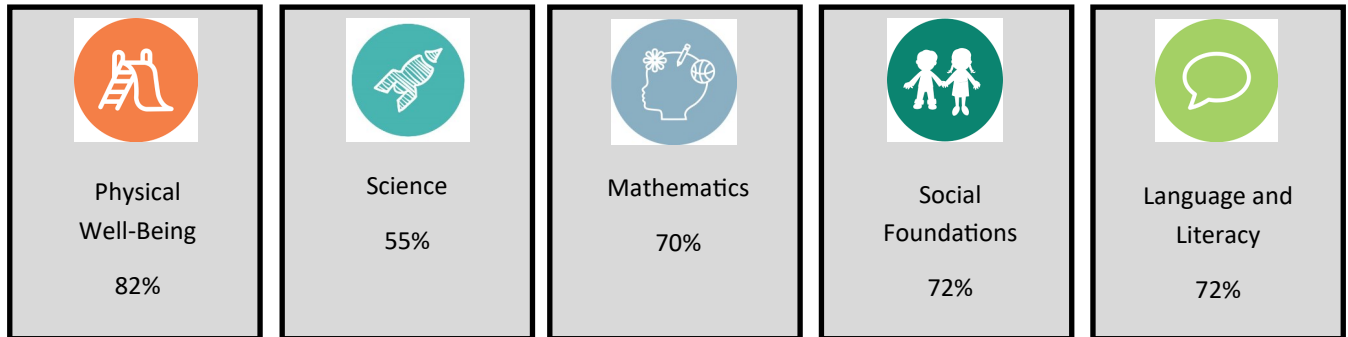 Physical
Well-Being
82%
Science
55%
Mathematics
70%
Social
Foundations
72%
Language and
Literacy
72%